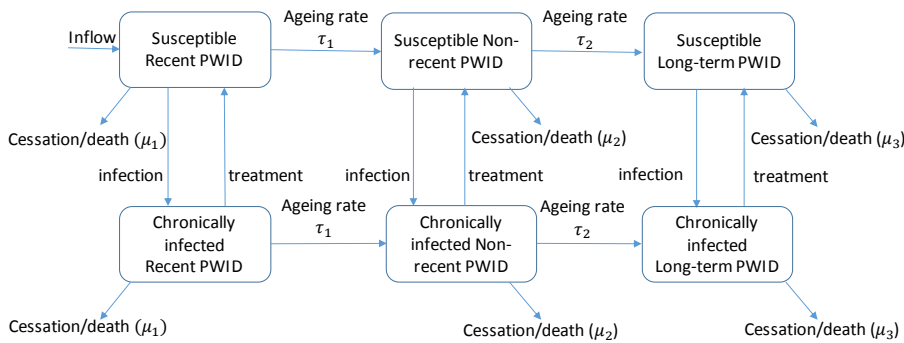 Inflow
Susceptible
Recent PWID
Ageing rate
τ₁
Susceptible Non-
recent PWID
Ageing rate
τ₂
Susceptible
Long-term PWID
Cessation/death (μ₁)
Cessation/death (μ₂)
Cessation/death (μ₃)
infection
treatment
infection
treatment
infection
treatment
Chronically
infected
Recent PWID
Ageing rate
τ₁
Chronically
infected Non-
recent PWID
Ageing rate
τ₂
Chronically
infected
Long-term PWID
Cessation/death (μ₁)
Cessation/death (μ₂)
Cessation/death (μ₃)